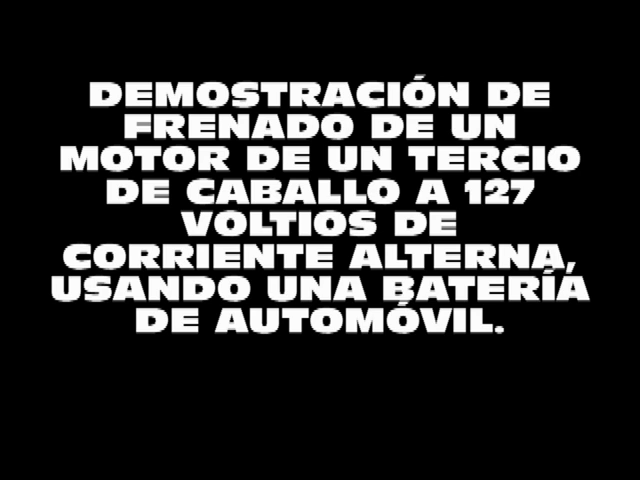 DEMOSTRACIÓN DE
FRENADO DE UN
MOTOR DE UN TERCIO
DE CABALLO A 127
VOLTIOS DE
CORRIENTE ALTERNA,
USANDO UNA BATERÍA
DE AUTOMÓVIL.